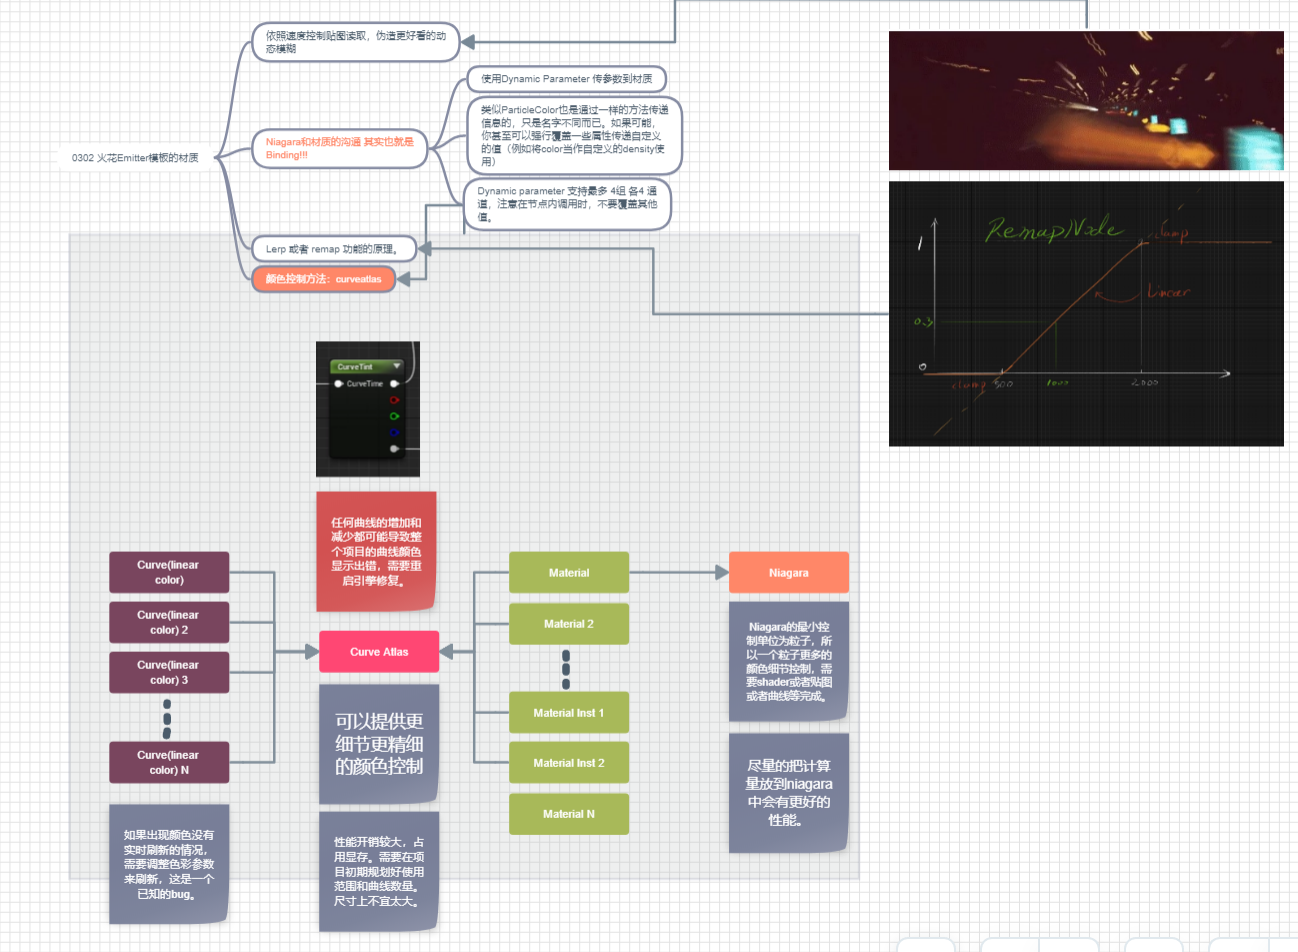 依照速度控制贴图读取，伪造更好看的动
态模糊
使用Dynamic Parameter 传参数到材质
类似ParticleColor也是通过一样的方法传递
信息的，只是名字不同而已。如果可能，
你甚至可以强行覆盖一些属性传递自定义
的值（例如将color当作自定义的density使
用）
Niagara和材质的沟通 其实也就是
Binding!!!
0302 火花Emitter模板的材质
Dynamic parameter 支持最多 4组 各4 通
道，注意在节点内调用时，不要覆盖其他
值。
Lerp 或者 remap 功能的原理。
颜色控制方法：curveatlas
RemapNode
1
clamp
Linear
0.3
0
clamp
500
1000
2000
CurveTint
CurveTime
任何曲线的增加和
减少都可能导致整
个项目的曲线颜色
显示出错，需要重
启引擎修复。
Curve(linear
color)
Curve(linear
color) 2
Curve(linear
color) 3
Curve(linear
color) N
如果出现颜色没有
实时刷新的情况，
需要调整色彩参数
来刷新，这是一个
已知的bug。
Curve Atlas
可以提供更
细节更精细
的颜色控制
性能开销较大，占
用显存。需要在项
目初期规划好使用
范围和曲线数量。
尺寸上不宜太大。
Material
Material 2
Material Inst 1
Material Inst 2
Material N
Niagara
Niagara的最小控
制单位为粒子，所
以一个粒子更多的
颜色细节控制，需
要shader或者贴图
或者曲线等完成。
尽量的把计算
量放到niagara
中会有更好的
性能。